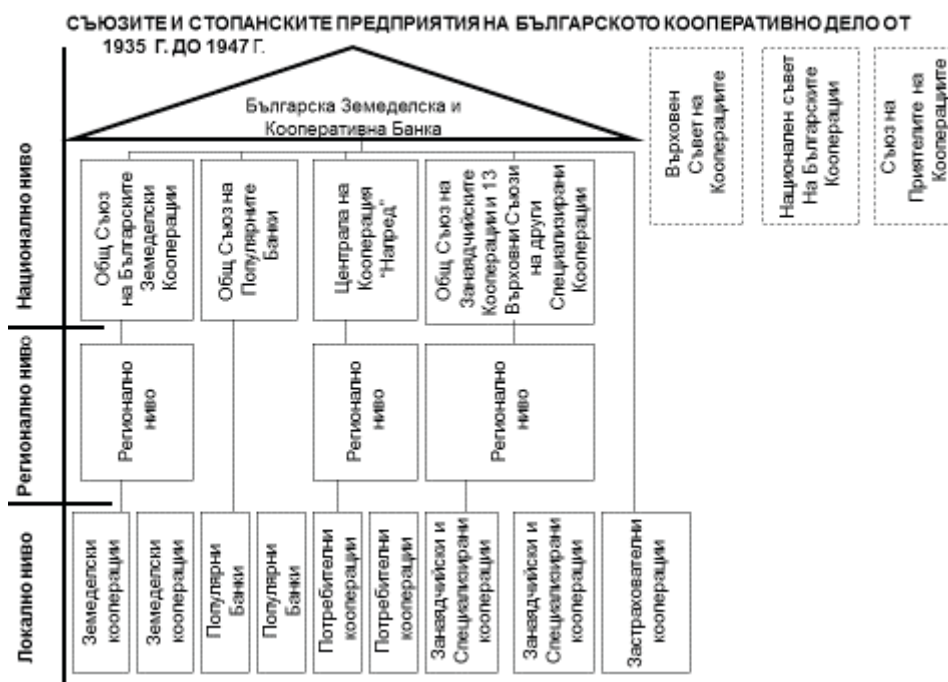 СЪЮЗИТЕ И СТОПАНСКИТЕ ПРЕДПРИЯТИЯ НА БЪЛГАРСКОТО КООПЕРАТИВНО ДЕЛО ОТ
1935 Г. ДО 1947 Г.
Българска Земеделска и
Кооперативна Банка
Върховен
Съвет на
Кооперациите
Национален съвет
На Българските
Кооперации
Съюз на
Приятелите на
Кооперациите
Национално ниво
Общ Съюз
на Българските
Земеделски
Кооперации
Общ Съюз на
Популярните
Банки
Централа на
Кооперация
"Напред"
Общ Съюз на
Занаядчийските
Кооперации и 13
Върховни Съюзи
на други
Специализирани
Кооперации
Регионално ниво
Регионално
ниво
Регионално
ниво
Регионално
ниво
Локално ниво
Земеделски
кооперации
Земеделски
кооперации
Популярни
Банки
Популярни
Банки
Потребителни
кооперации
Потребителни
кооперации
Занаядчийски и
Специализирани
кооперации
Занаядчийски и
Специализирани
кооперации
Застрахователни
кооперации